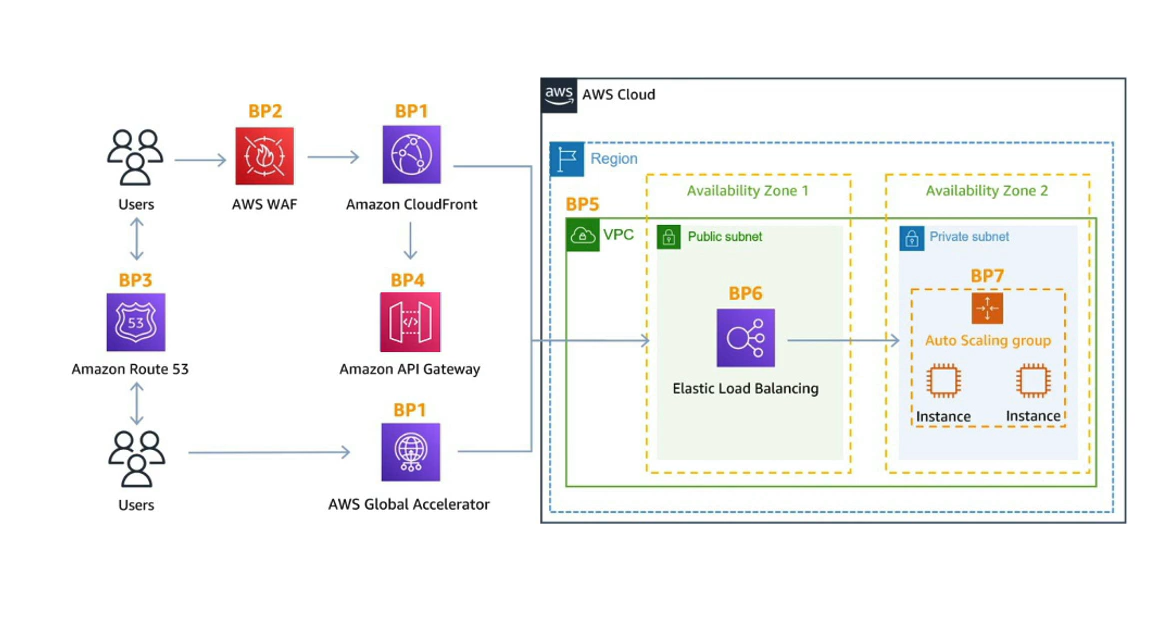 aws
AWS Cloud
Region
BP2
BP1
Users
AWS WAF
Amazon CloudFront
BP3
BP4
53
Amazon Route 53
Amazon API Gateway
BP1
Users
AWS Global Accelerator
BP5
VPC
Availability Zone 1
Public subnet
BP6
Elastic Load Balancing
Availability Zone 2
Private subnet
BP7
Auto Scaling group
Instance
Instance